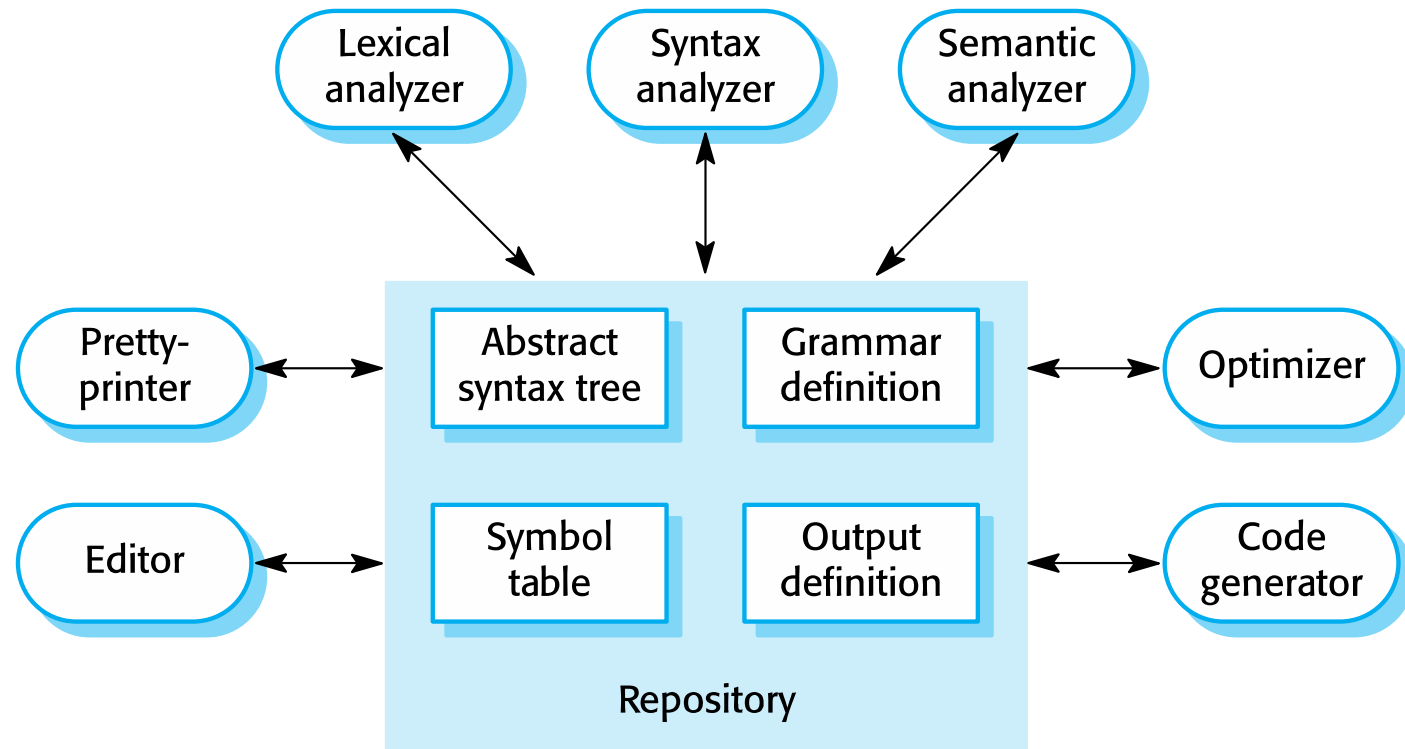 Lexical
analyzer
Syntax
analyzer
Semantic
analyzer
Pretty-
printer
Abstract
syntax tree
Grammar
definition
Optimizer
Editor
Symbol
table
Output
definition
Code
generator
Repository